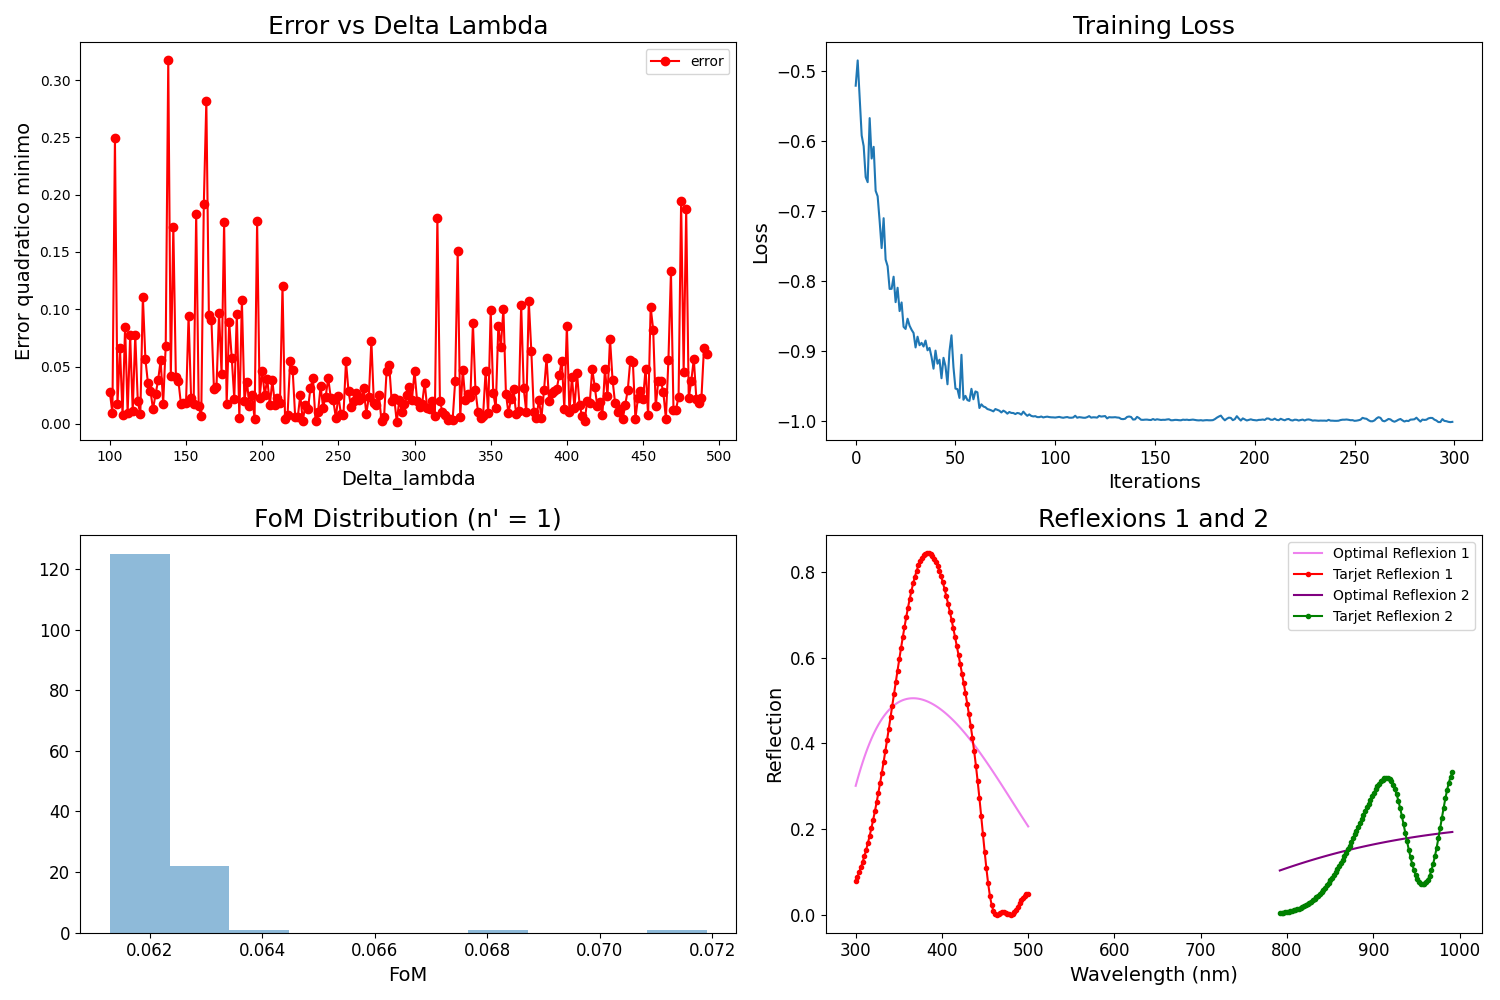 Error vs Delta Lambda
error
Error quadratico minimo
0.30
0.25
0.20
0.15
0.10
0.05
0.00
100 150 200 250 300 350 400 450 500
Delta_lambda
Training Loss
Loss
−0.5
−0.6
−0.7
−0.8
−0.9
−1.0
0 50 100 150 200 250 300
Iterations
FoM Distribution (n' = 1)
120
100
80
60
40
20
0
0.062 0.064 0.066 0.068 0.070 0.072
FoM
Reflexions 1 and 2
Optimal Reflexion 1
Tarjet Reflexion 1
Optimal Reflexion 2
Tarjet Reflexion 2
Reflection
0.8
0.6
0.4
0.2
0.0
300 400 500 600 700 800 900 1000
Wavelength (nm)